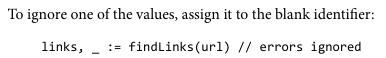 To ignore one of the values, assign it to the blank identifier:
links, _ := findLinks(url) // errors ignored